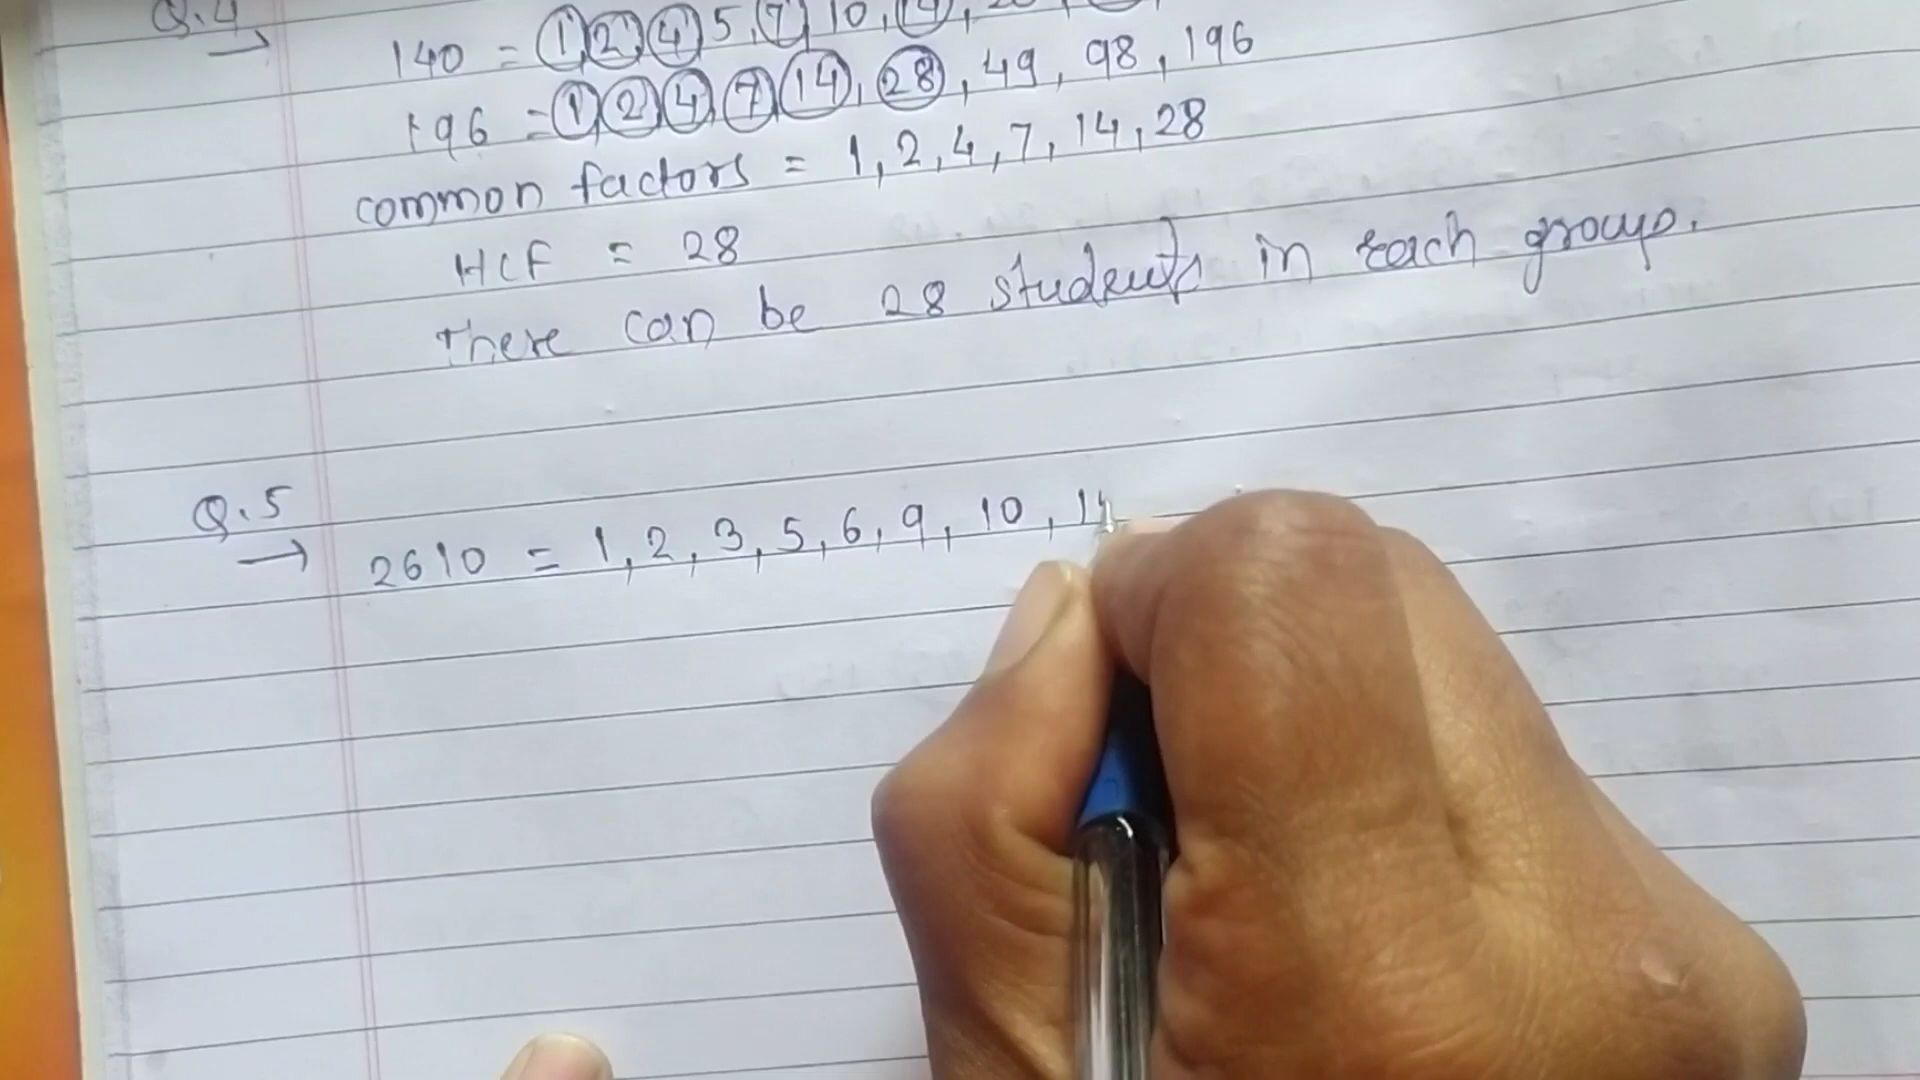 Q.4
140 = 1, 2, 4, 5, 7, 10, 14,
196 = 1, 2, 4, 7, 14, 28, 49, 98, 196
common factors = 1, 2, 4, 7, 14, 28
HCF = 28
There can be 28 students in each group.
Q.5
→ 2610 = 1, 2, 3, 5, 6, 9, 10,